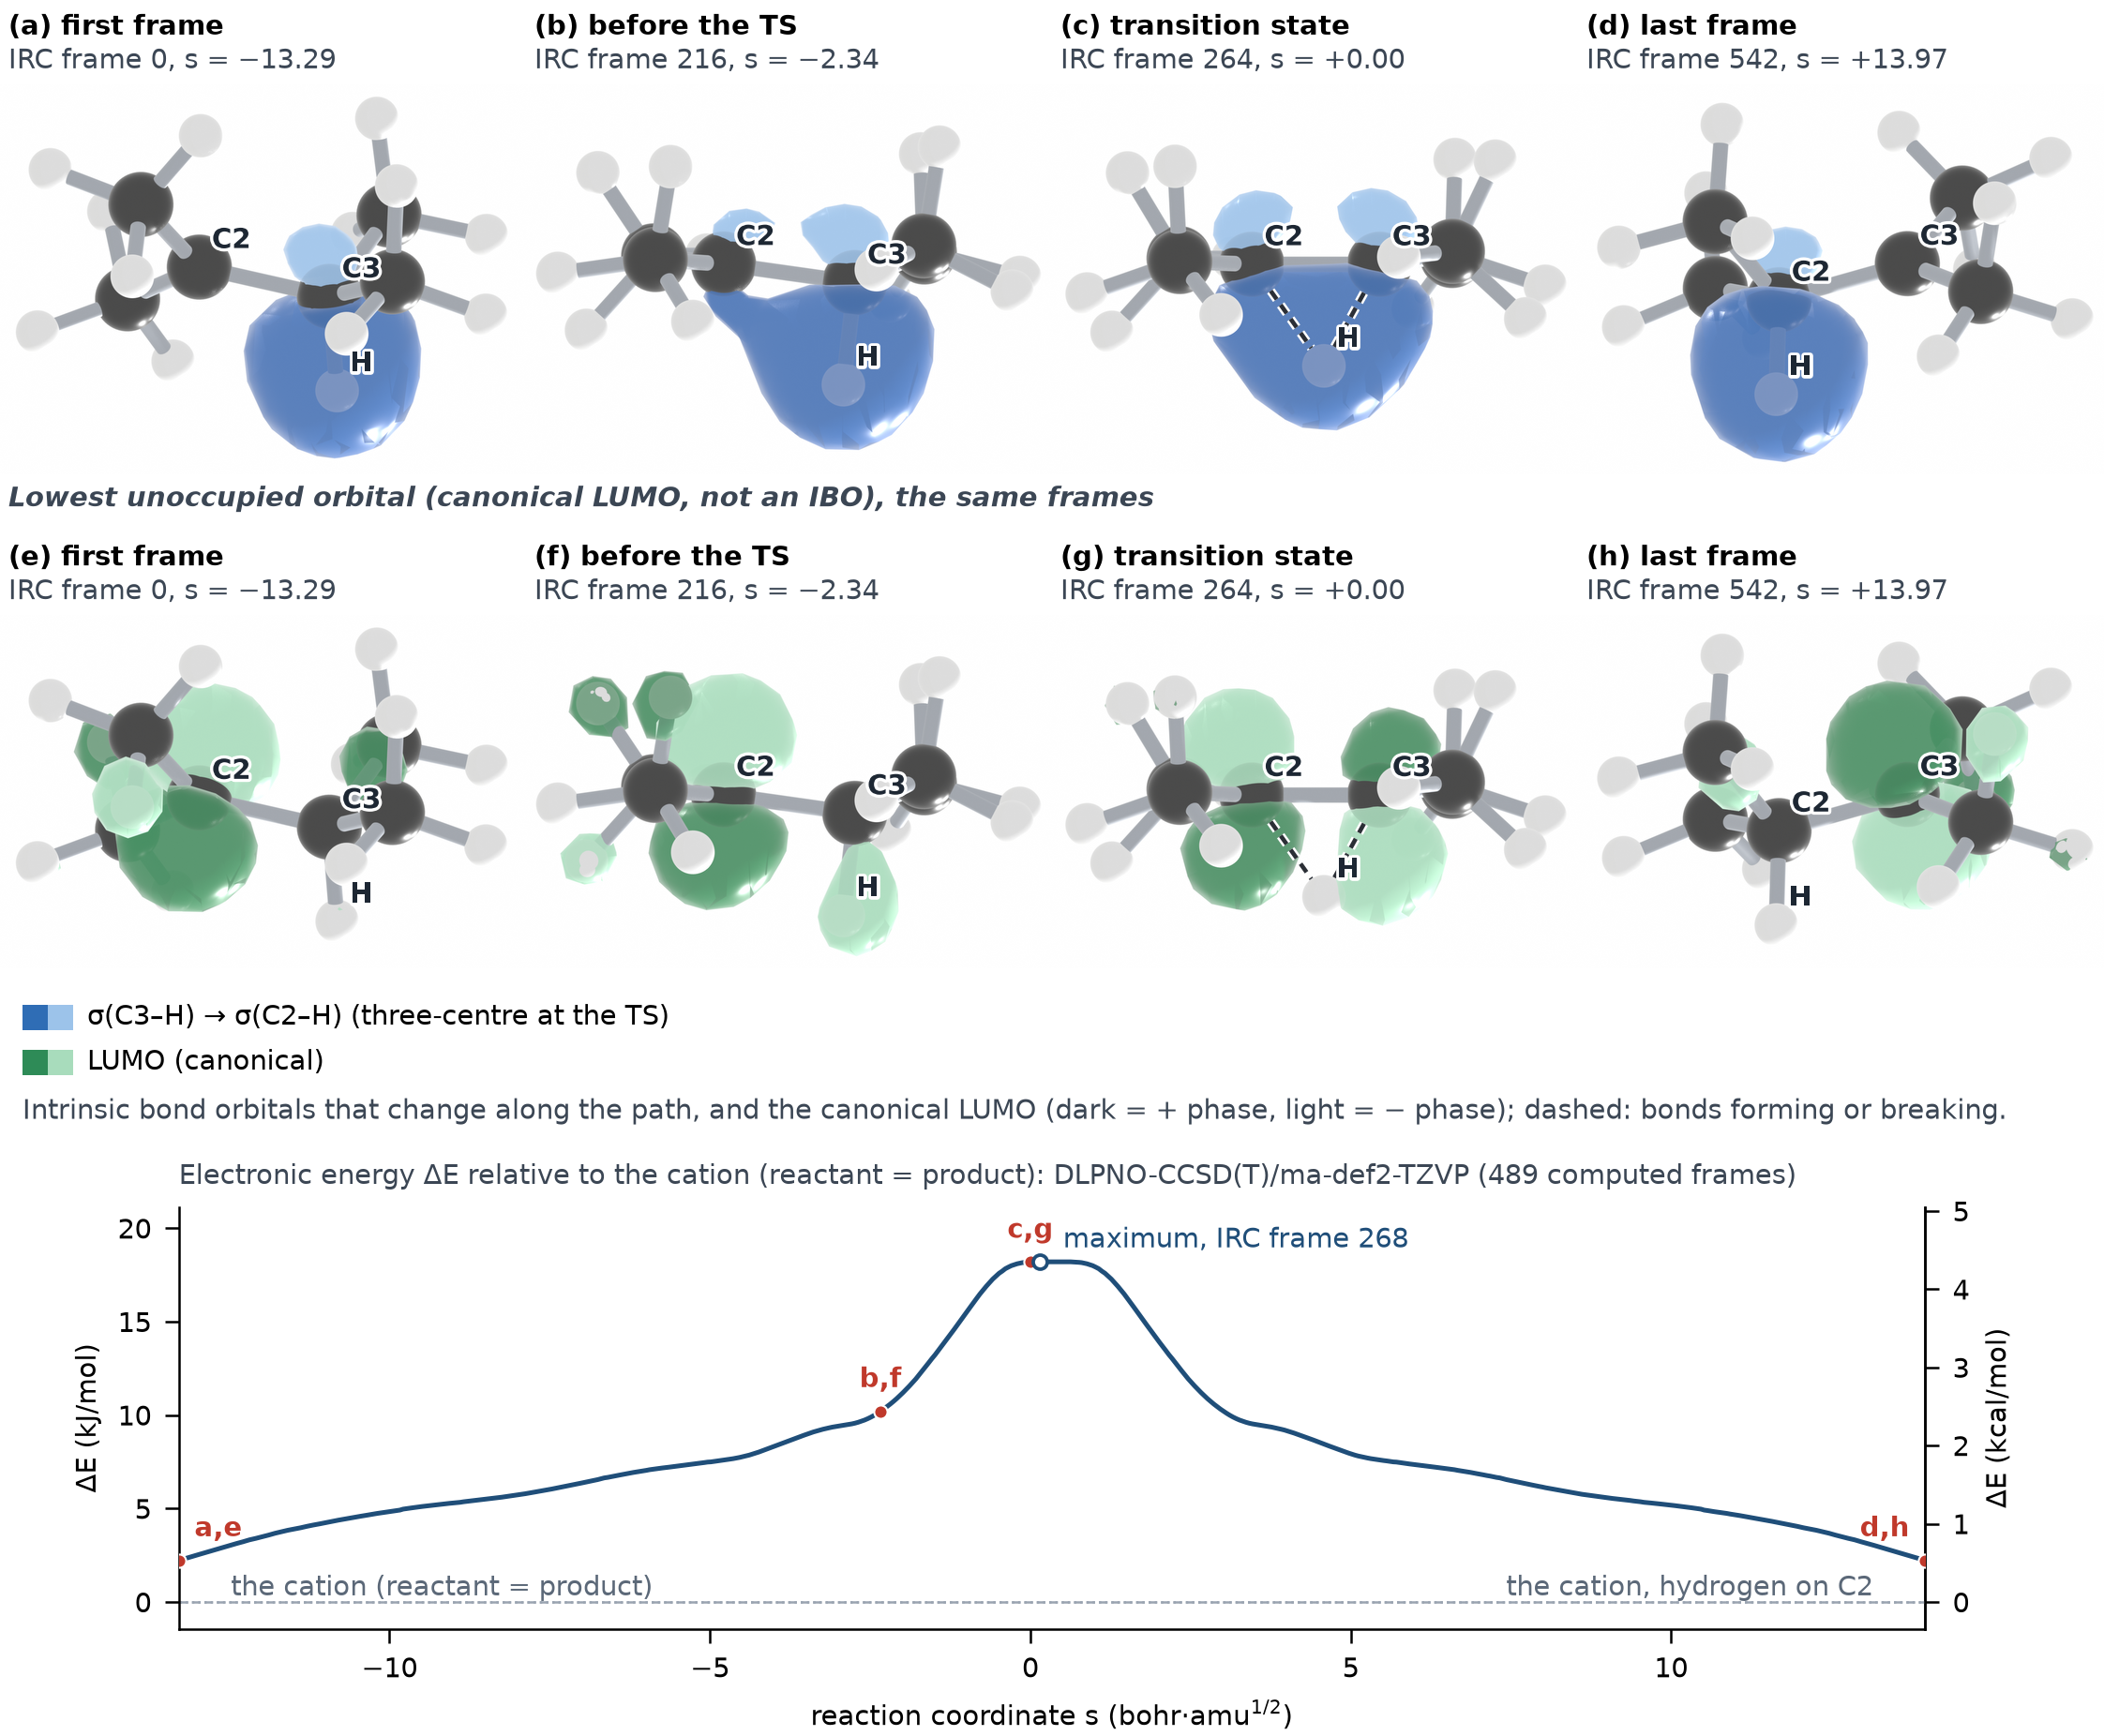 (a) first frame
IRC frame 0, s = −13.29
(b) before the TS
IRC frame 216, s = −2.34
(c) transition state
IRC frame 264, s = +0.00
(d) last frame
IRC frame 542, s = +13.97
C2
C3
H
C2
C3
H
C2
C3
H
C3
C2
H
Lowest unoccupied orbital (canonical LUMO, not an IBO), the same frames
(e) first frame
IRC frame 0, s = −13.29
(f) before the TS
IRC frame 216, s = −2.34
(g) transition state
IRC frame 264, s = +0.00
(h) last frame
IRC frame 542, s = +13.97
C2
C3
H
C2
C3
H
C2
C3
H
C3
C2
H
σ(C3–H) → σ(C2–H) (three-centre at the TS)
LUMO (canonical)
Intrinsic bond orbitals that change along the path, and the canonical LUMO (dark = + phase, light = − phase); dashed: bonds forming or breaking.
Electronic energy ΔE relative to the cation (reactant = product): DLPNO-CCSD(T)/ma-def2-TZVP (489 computed frames)
20
15
10
5
0
ΔE (kJ/mol)
5
4
3
2
1
0
ΔE (kcal/mol)
c,g
maximum, IRC frame 268
b,f
a,e
d,h
the cation (reactant = product)
the cation, hydrogen on C2
−10
−5
0
5
10
reaction coordinate s (bohr·amu¹ᐟ²)